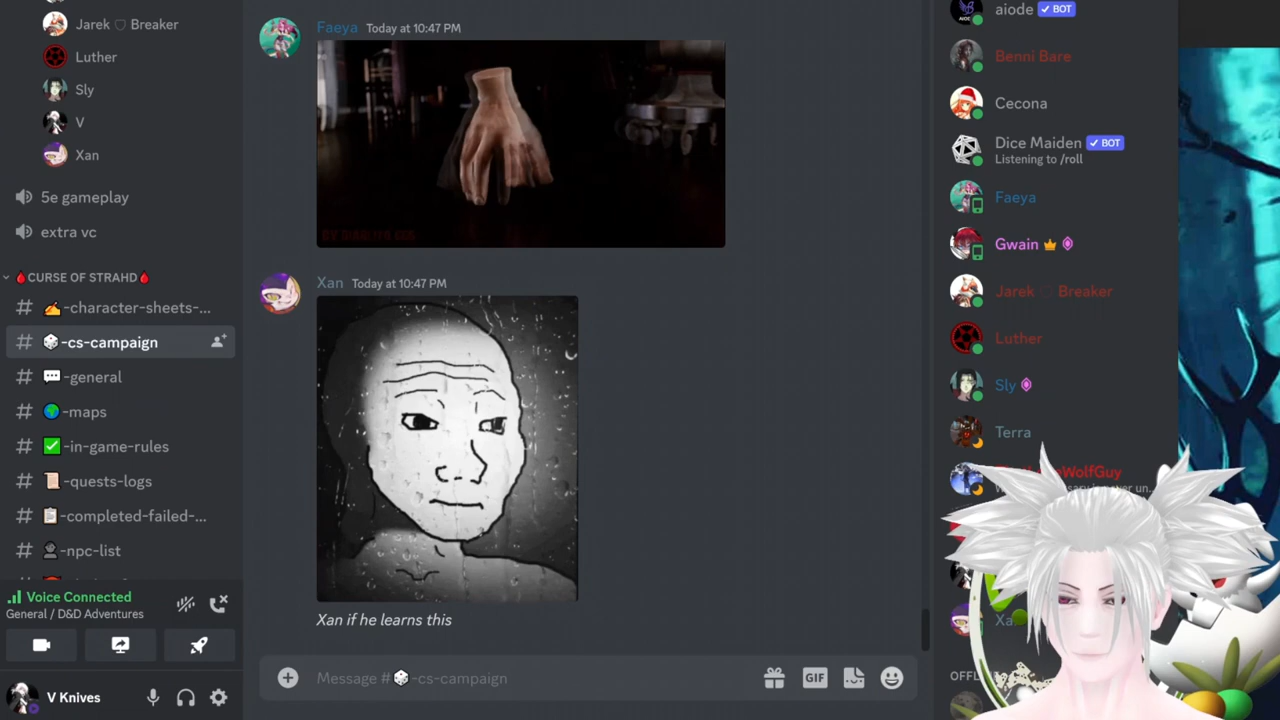 Jarek ♡ Breaker
Luther
Sly
V
Xan
5e gameplay
extra vc
🩸CURSE OF STRAHD🩸
# ✍-character-sheets-...
# 🎲-cs-campaign
# 💬-general
# 🌍-maps
# ✅-in-game-rules
# 📜-quests-logs
# 📋-completed-failed-...
# 👤-npc-list
Voice Connected
General / D&D Adventures
V Knives
Faeya Today at 10:47 PM
Xan Today at 10:47 PM
Xan if he learns this
Message # 🎲-cs-campaign
GIF
aiode ✓ BOT
AIODE
Benni Bare
Cecona
Dice Maiden ✓ BOT
Listening to /roll
Faeya
Gwain
Jarek ♡ Breaker
Luther
Sly
Terra
Xa
OFFL